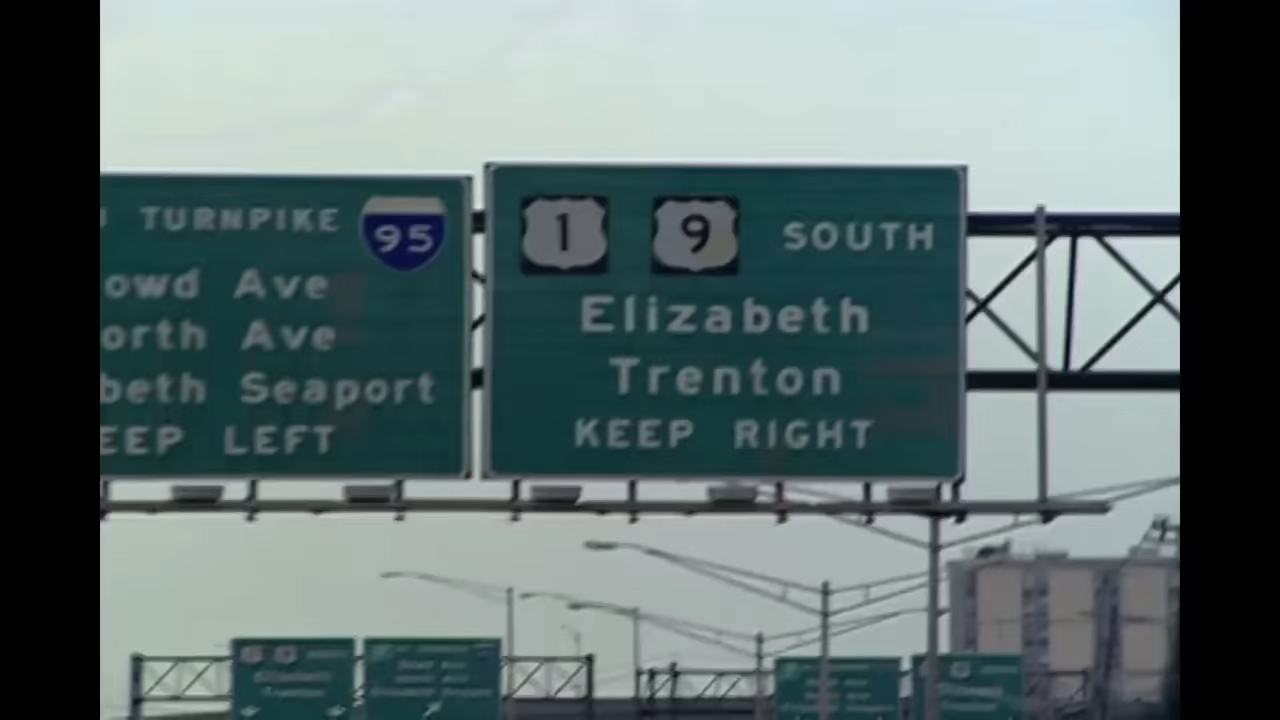 TURNPIKE 95
owd Ave
orth Ave
beth Seaport
EEP LEFT
1 9 SOUTH
Elizabeth
Trenton
KEEP RIGHT